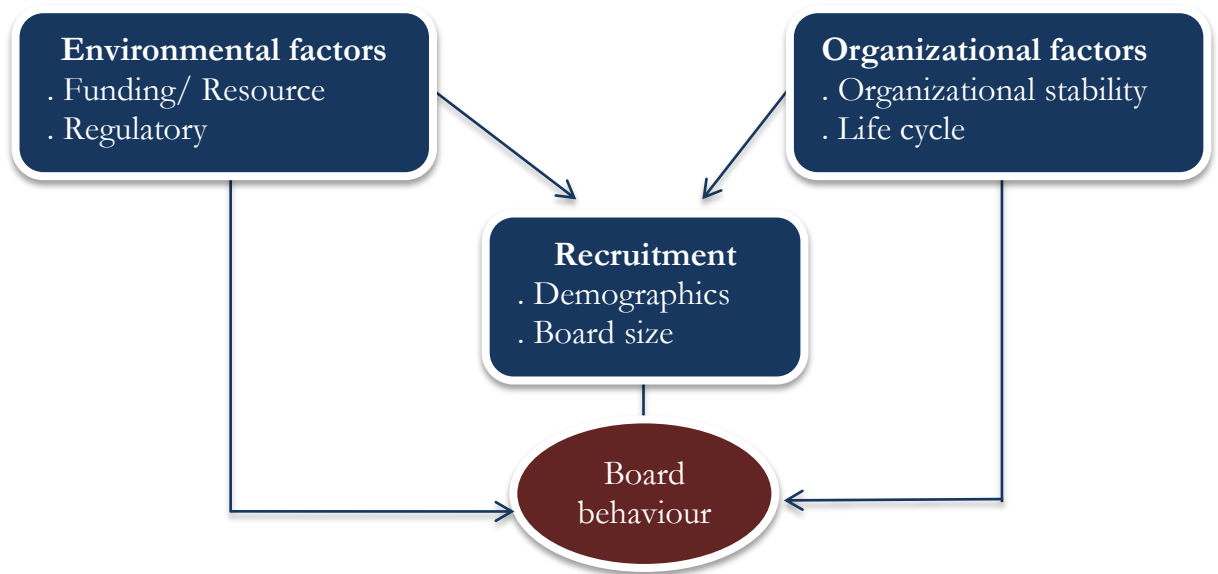 Environmental factors
. Funding/ Resource
. Regulatory
Organizational factors
. Organizational stability
. Life cycle
Recruitment
. Demographics
. Board size
Board
behaviour